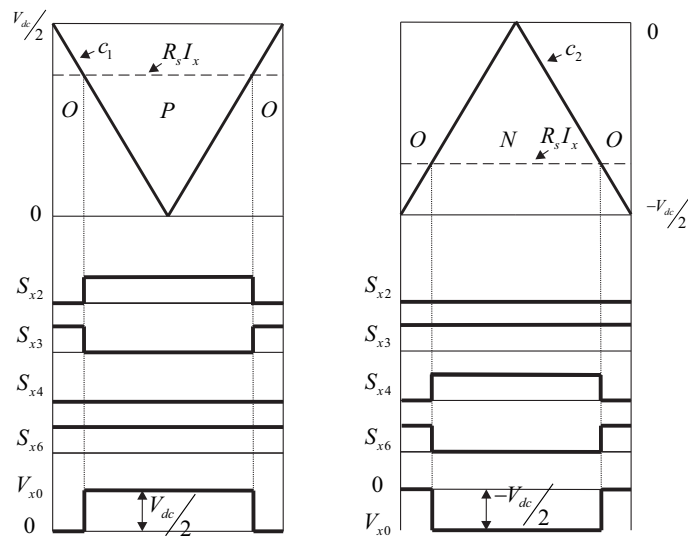 V_dc/2
c_1
R_s I_x
O
P
O
0
S_x2
S_x3
S_x4
S_x6
V_x0
0
V_dc/2
0
c_2
O
N
R_s I_x
O
-V_dc/2
S_x2
S_x3
S_x4
S_x6
0
V_x0
-V_dc/2